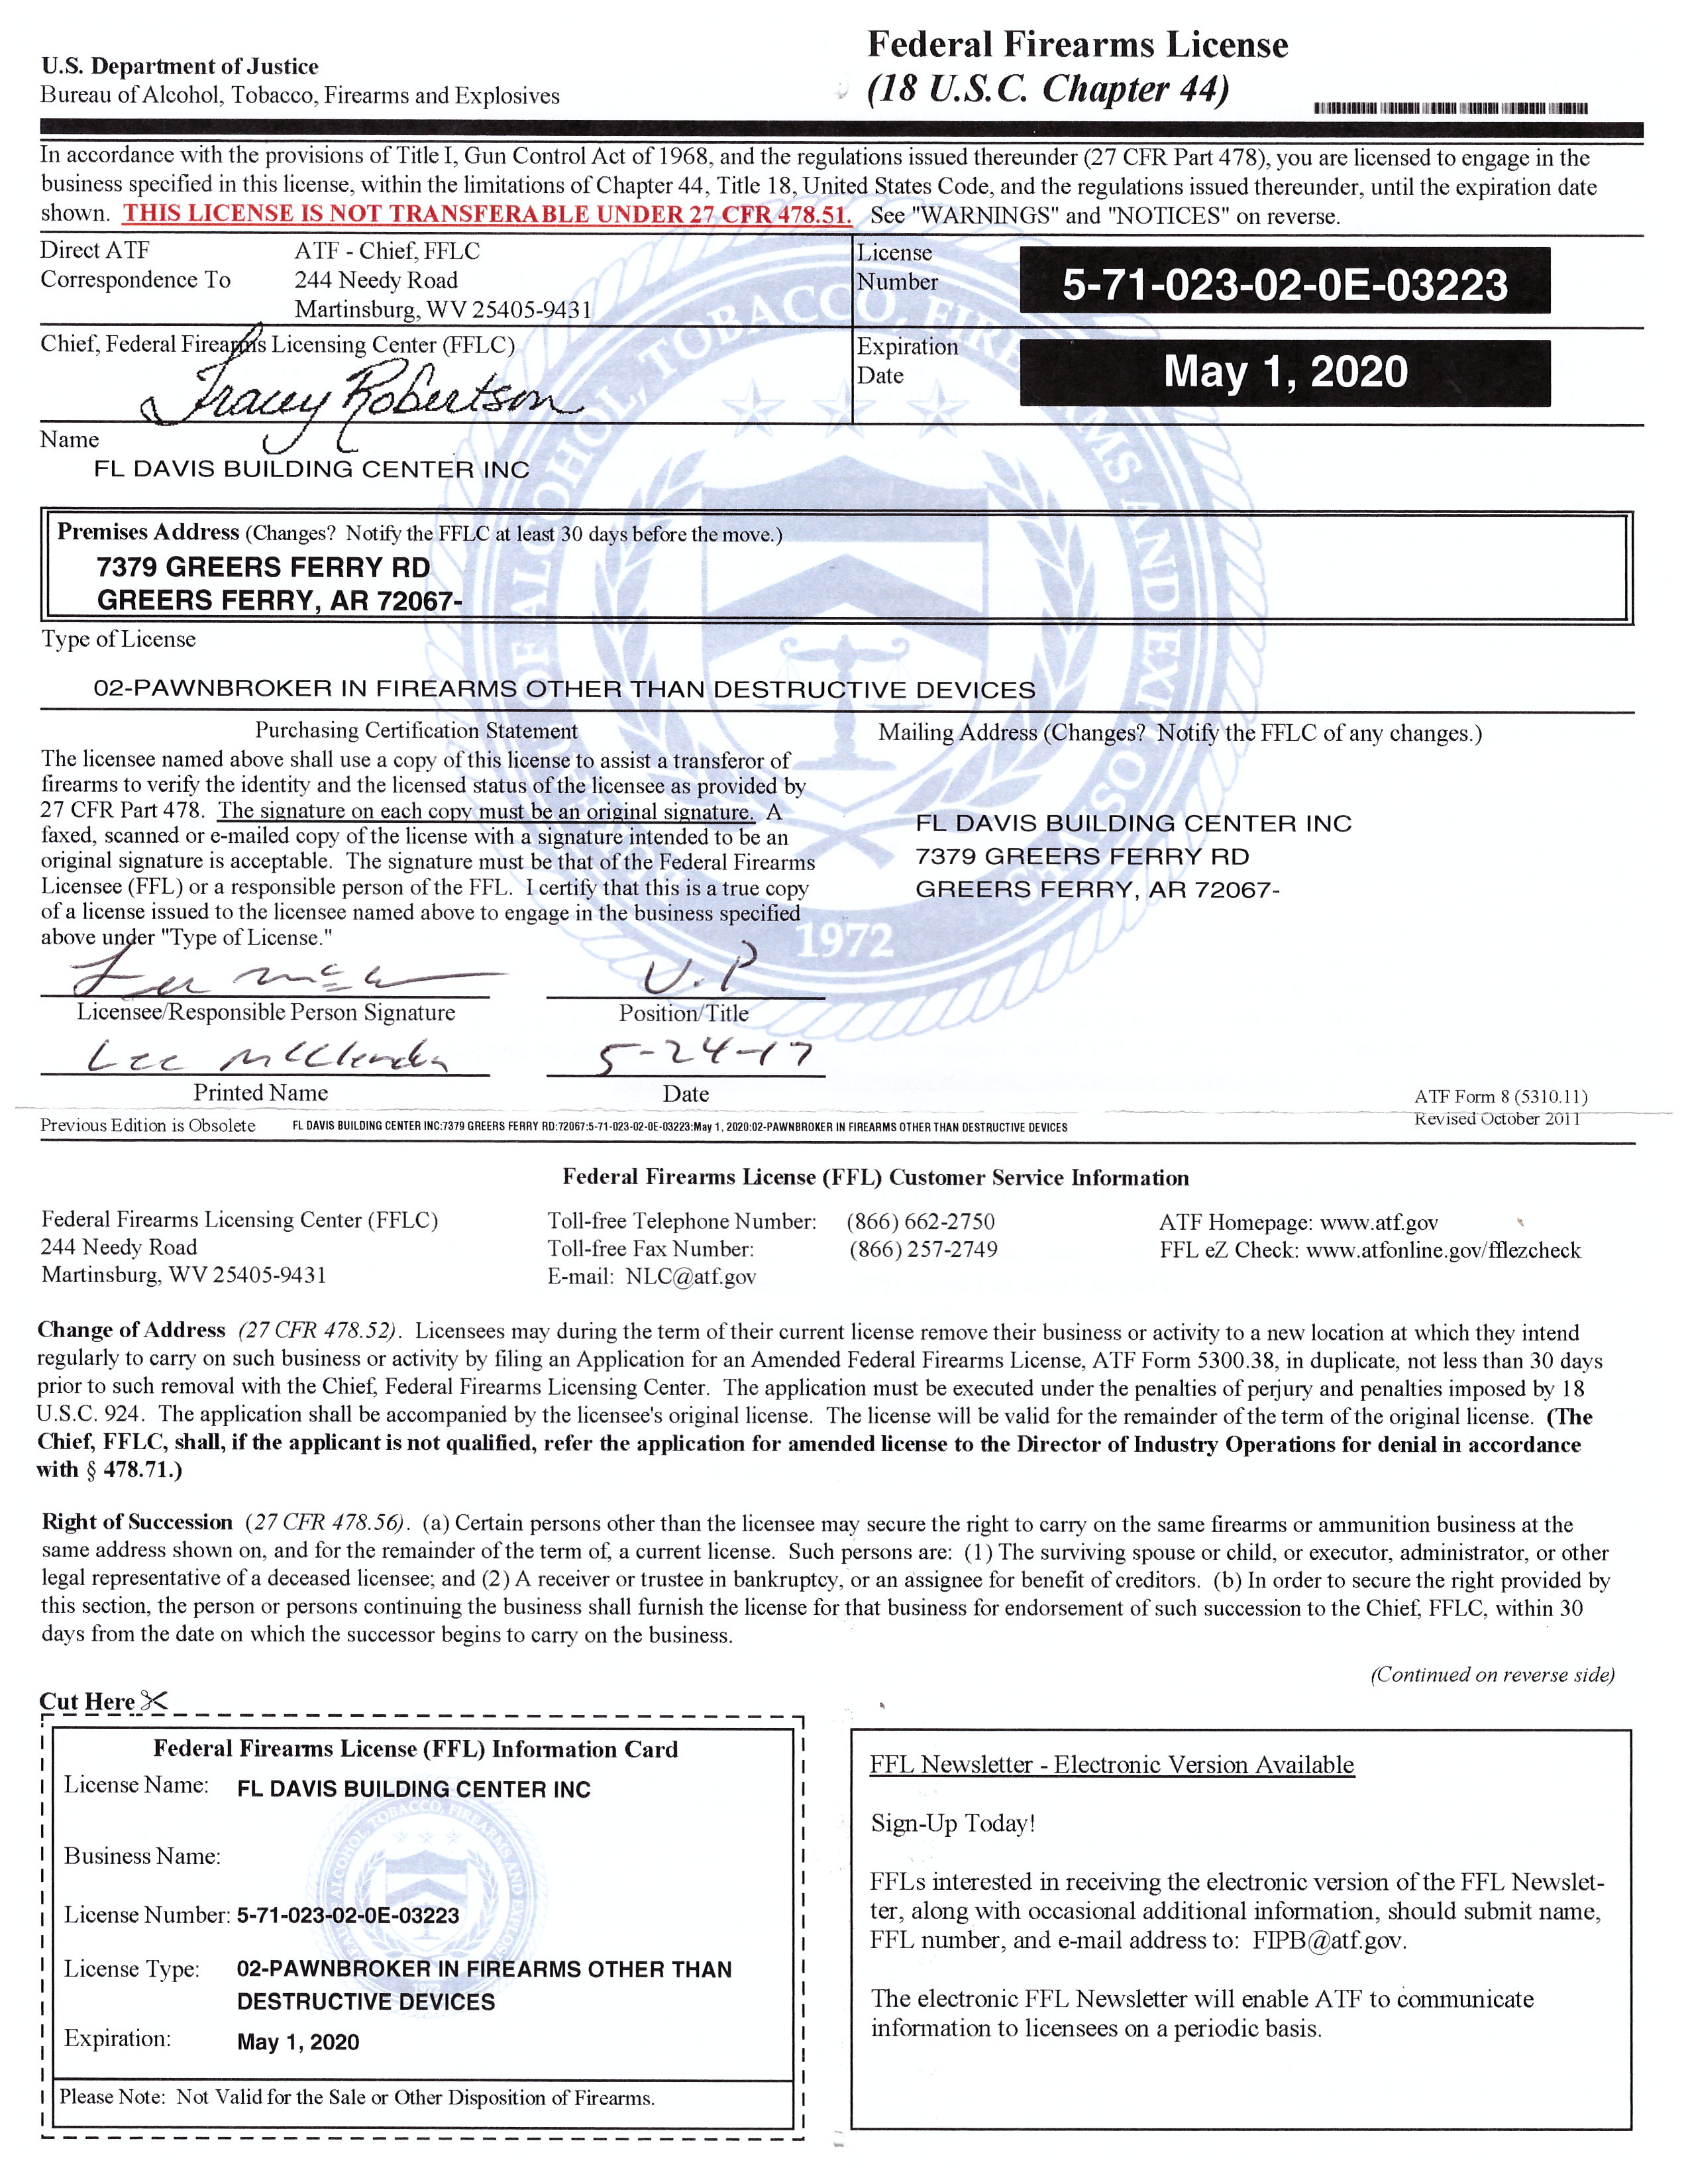 U.S. Department of Justice
Bureau of Alcohol, Tobacco, Firearms and Explosives
Federal Firearms License
(18 U.S.C. Chapter 44)
In accordance with the provisions of Title I, Gun Control Act of 1968, and the regulations issued thereunder (27 CFR Part 478), you are licensed to engage in the
business specified in this license, within the limitations of Chapter 44, Title 18, United States Code, and the regulations issued thereunder, until the expiration date
shown. THIS LICENSE IS NOT TRANSFERABLE UNDER 27 CFR 478.51. See "WARNINGS" and "NOTICES" on reverse.
Direct ATF
Correspondence To
ATF - Chief, FFLC
244 Needy Road
Martinsburg, WV 25405-9431
License
Number
5-71-023-02-0E-03223
Chief, Federal Firearms Licensing Center (FFLC)
Tracey Robertson
Expiration
Date
May 1, 2020
Name
FL DAVIS BUILDING CENTER INC
Premises Address (Changes? Notify the FFLC at least 30 days before the move.)
7379 GREERS FERRY RD
GREERS FERRY, AR 72067-
Type of License
02-PAWNBROKER IN FIREARMS OTHER THAN DESTRUCTIVE DEVICES
Purchasing Certification Statement
The licensee named above shall use a copy of this license to assist a transferor of
firearms to verify the identity and the licensed status of the licensee as provided by
27 CFR Part 478. The signature on each copy must be an original signature. A
faxed, scanned or e-mailed copy of the license with a signature intended to be an
original signature is acceptable. The signature must be that of the Federal Firearms
Licensee (FFL) or a responsible person of the FFL. I certify that this is a true copy
of a license issued to the licensee named above to engage in the business specified
above under "Type of License."
Mailing Address (Changes? Notify the FFLC of any changes.)
FL DAVIS BUILDING CENTER INC
7379 GREERS FERRY RD
GREERS FERRY, AR 72067-
1972
V.P
Licensee/Responsible Person Signature
Position/Title
Lee
5-24-17
Printed Name
Date
ATF Form 8 (5310.11)
Revised October 2011
Previous Edition is Obsolete
FL DAVIS BUILDING CENTER INC:7379 GREERS FERRY RD:72067:5-71-023-02-0E-03223:May 1, 2020:02-PAWNBROKER IN FIREARMS OTHER THAN DESTRUCTIVE DEVICES
Federal Firearms License (FFL) Customer Service Information
Federal Firearms Licensing Center (FFLC)
244 Needy Road
Martinsburg, WV 25405-9431
Toll-free Telephone Number: (866) 662-2750
Toll-free Fax Number: (866) 257-2749
E-mail: NLC@atf.gov
ATF Homepage: www.atf.gov
FFL eZ Check: www.atfonline.gov/fflezcheck
Change of Address (27 CFR 478.52). Licensees may during the term of their current license remove their business or activity to a new location at which they intend
regularly to carry on such business or activity by filing an Application for an Amended Federal Firearms License, ATF Form 5300.38, in duplicate, not less than 30 days
prior to such removal with the Chief, Federal Firearms Licensing Center. The application must be executed under the penalties of perjury and penalties imposed by 18
U.S.C. 924. The application shall be accompanied by the licensee's original license. The license will be valid for the remainder of the term of the original license. (The
Chief, FFLC, shall, if the applicant is not qualified, refer the application for amended license to the Director of Industry Operations for denial in accordance
with § 478.71.)
Right of Succession (27 CFR 478.56). (a) Certain persons other than the licensee may secure the right to carry on the same firearms or ammunition business at the
same address shown on, and for the remainder of the term of, a current license. Such persons are: (1) The surviving spouse or child, or executor, administrator, or other
legal representative of a deceased licensee; and (2) A receiver or trustee in bankruptcy, or an assignee for benefit of creditors. (b) In order to secure the right provided by
this section, the person or persons continuing the business shall furnish the license for that business for endorsement of such succession to the Chief, FFLC, within 30
days from the date on which the successor begins to carry on the business.
(Continued on reverse side)
Cut Here
Federal Firearms License (FFL) Information Card
License Name: FL DAVIS BUILDING CENTER INC
Business Name:
License Number: 5-71-023-02-0E-03223
License Type: 02-PAWNBROKER IN FIREARMS OTHER THAN
DESTRUCTIVE DEVICES
Expiration: May 1, 2020
Please Note: Not Valid for the Sale or Other Disposition of Firearms.
FFL Newsletter - Electronic Version Available
Sign-Up Today!
FFLs interested in receiving the electronic version of the FFL Newslet-
ter, along with occasional additional information, should submit name,
FFL number, and e-mail address to: FIPB@atf.gov.
The electronic FFL Newsletter will enable ATF to communicate
information to licensees on a periodic basis.